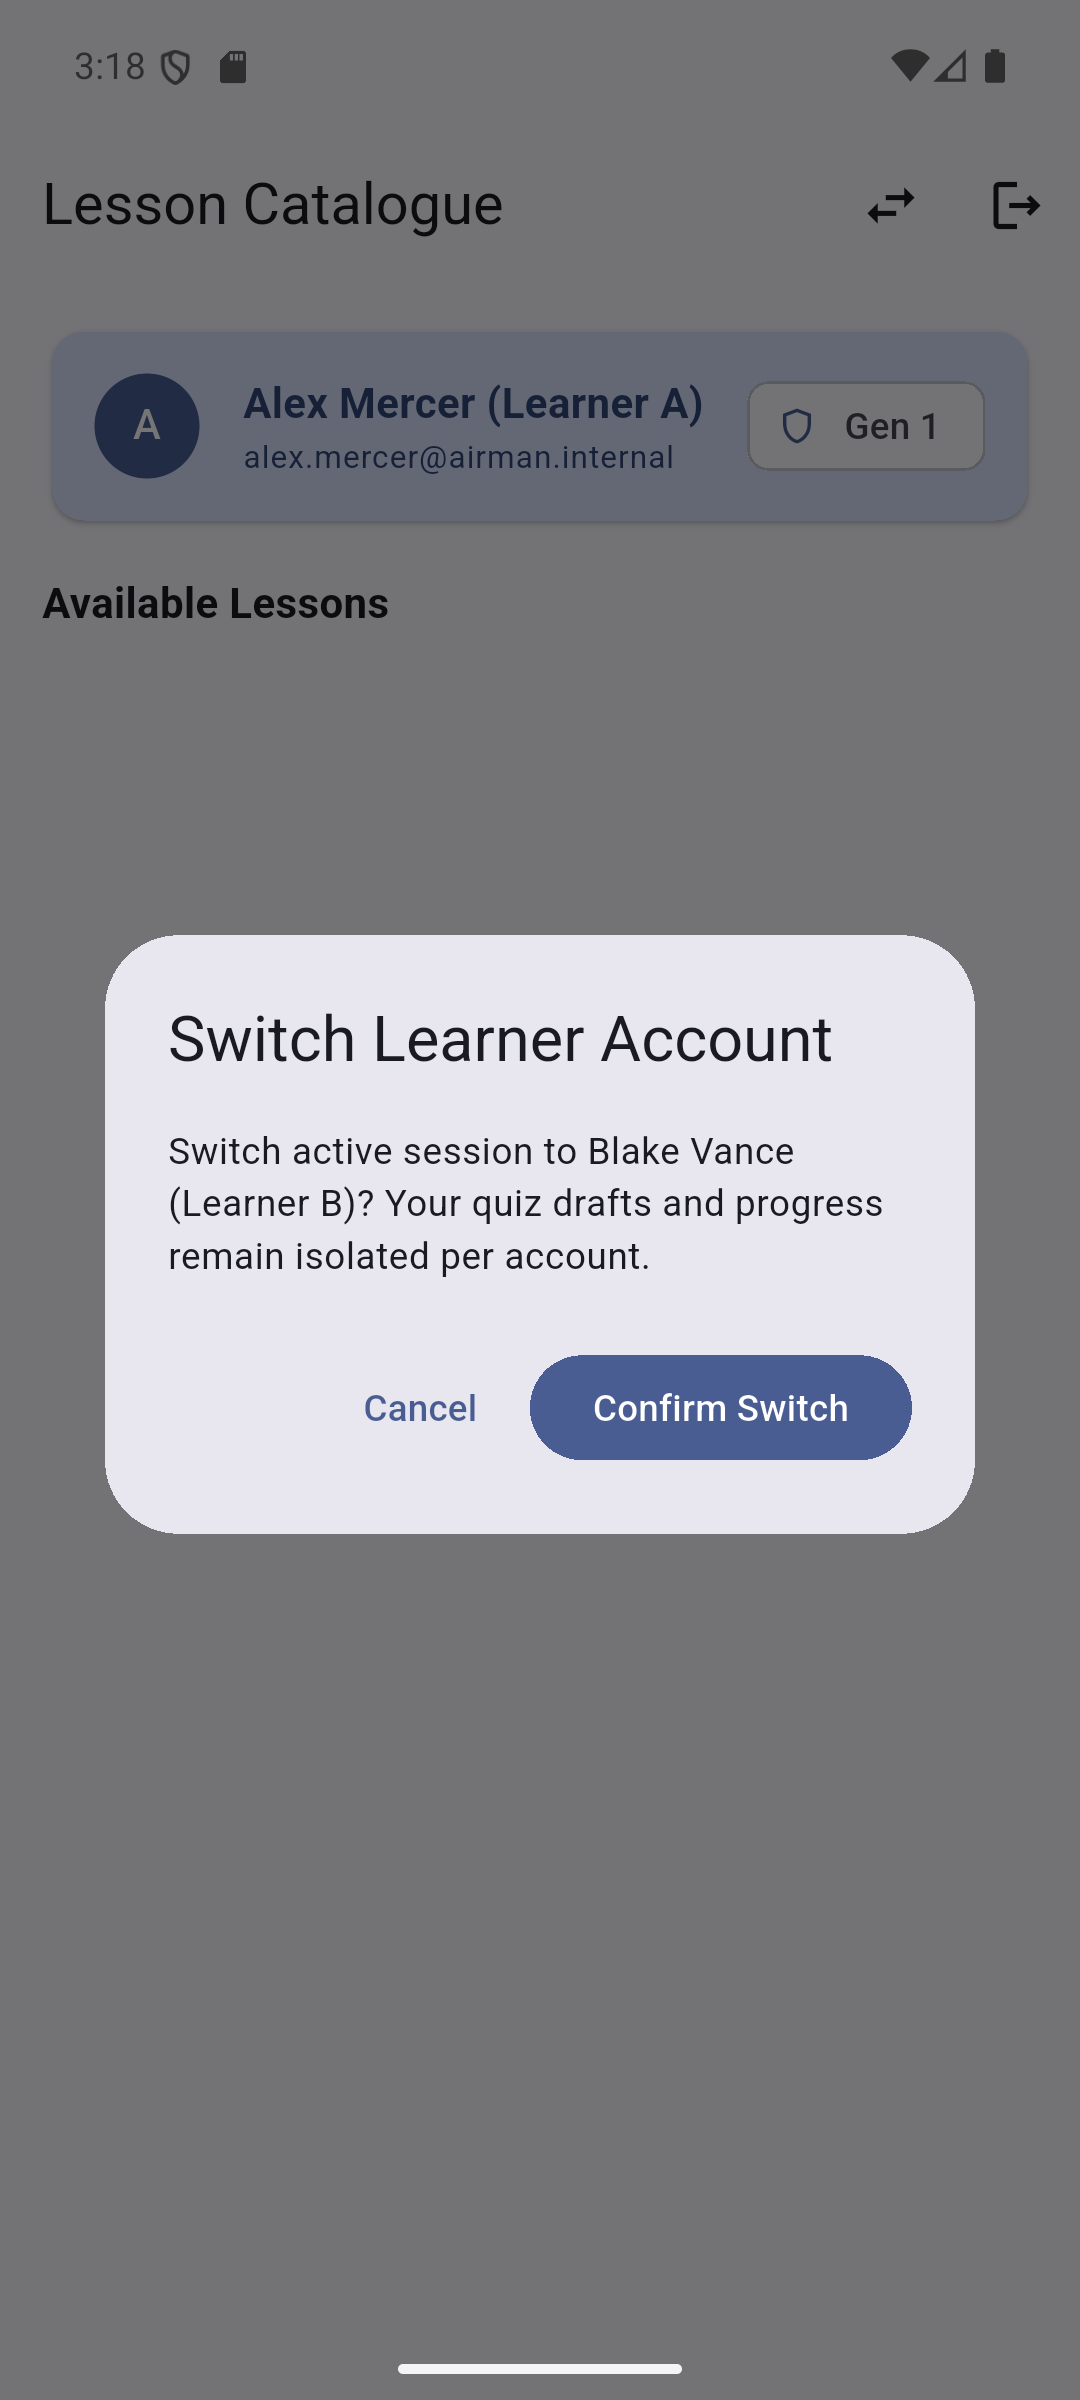 3:18
Lesson Catalogue
A
Alex Mercer (Learner A)
alex.mercer@airman.internal
Gen 1
Available Lessons
Switch Learner Account
Switch active session to Blake Vance
(Learner B)? Your quiz drafts and progress
remain isolated per account.
Cancel
Confirm Switch